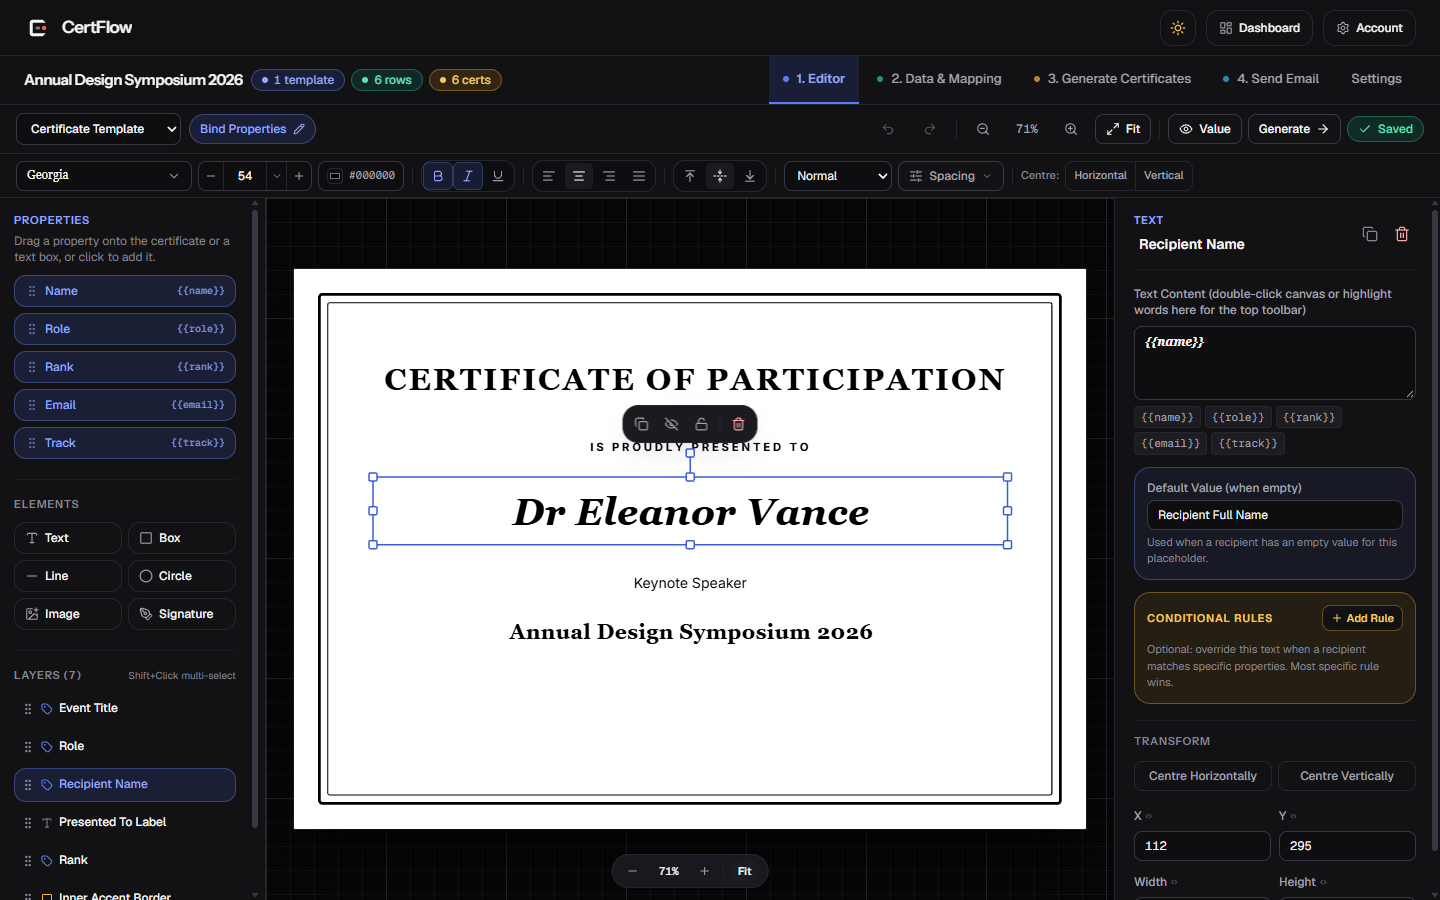 CertFlow
Dashboard
Account
Annual Design Symposium 2026
1 template
6 rows
6 certs
1. Editor
2. Data & Mapping
3. Generate Certificates
4. Send Email
Settings
Certificate Template
Bind Properties
71%
Fit
Value
Generate
Saved
Georgia
54
#000000
B
I
U
Normal
Spacing
Centre:
Horizontal
Vertical
PROPERTIES
Drag a property onto the certificate or a
text box, or click to add it.
Name {{name}}
Role {{role}}
Rank {{rank}}
Email {{email}}
Track {{track}}
ELEMENTS
Text
Box
Line
Circle
Image
Signature
LAYERS (7)
Shift+Click multi-select
Event Title
Role
Recipient Name
Presented To Label
Rank
Inner Accent Border
CERTIFICATE OF PARTICIPATION
IS PROUDLY PRESENTED TO
Dr Eleanor Vance
Keynote Speaker
Annual Design Symposium 2026
71%
Fit
TEXT
Recipient Name
Text Content (double-click canvas or highlight
words here for the top toolbar)
{{name}}
{{name}} {{role}} {{rank}}
{{email}} {{track}}
Default Value (when empty)
Recipient Full Name
Used when a recipient has an empty value for this
placeholder.
CONDITIONAL RULES
Add Rule
Optional: override this text when a recipient
matches specific properties. Most specific rule
wins.
TRANSFORM
Centre Horizontally
Centre Vertically
X
Y
112
295
Width
Height